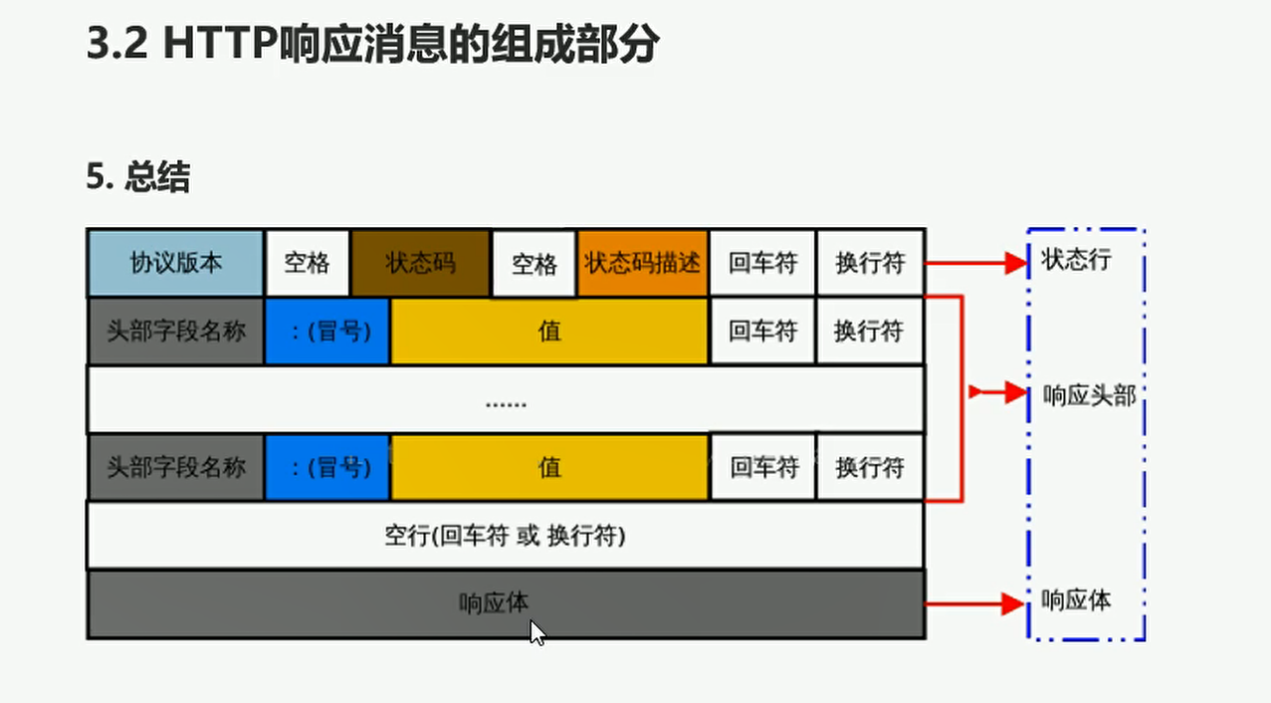 3.2 HTTP响应消息的组成部分
5. 总结
协议版本 空格 状态码 空格 状态码描述 回车符 换行符 状态行
头部字段名称 ：(冒号) 值 回车符 换行符
...... 响应头部
头部字段名称 ：(冒号) 值 回车符 换行符
空行(回车符 或 换行符)
响应体 响应体